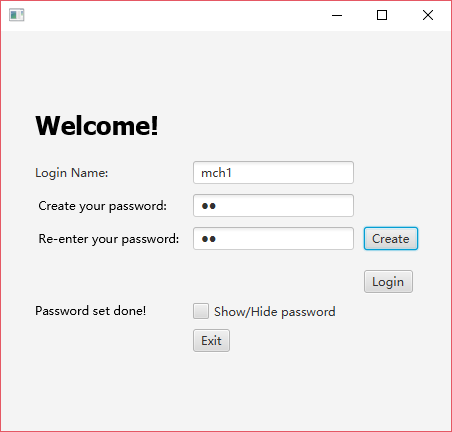 Welcome!
Login Name: mch1
Create your password: ●●
Re-enter your password: ●● Create
Login
Password set done! Show/Hide password
Exit